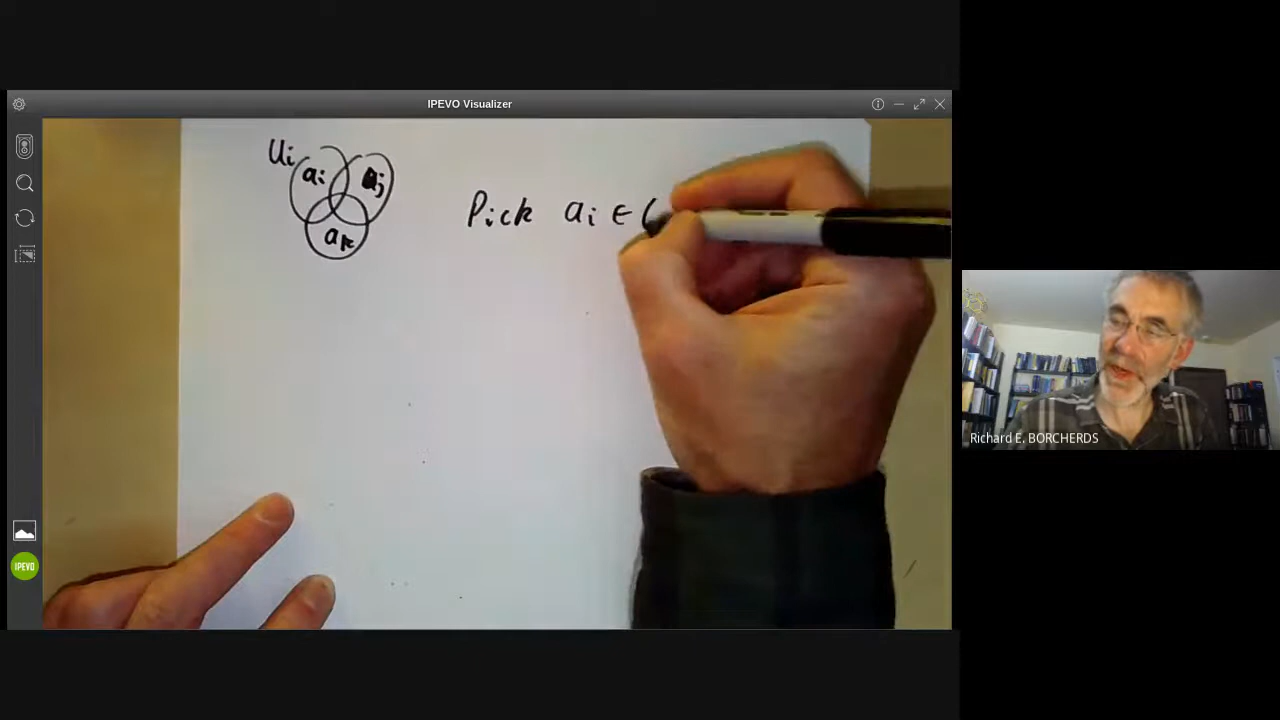 IPEVO Visualizer
Ui
ai
aj
ak
Pick ai ∈ (
IPEVO
Richard E. BORCHERDS